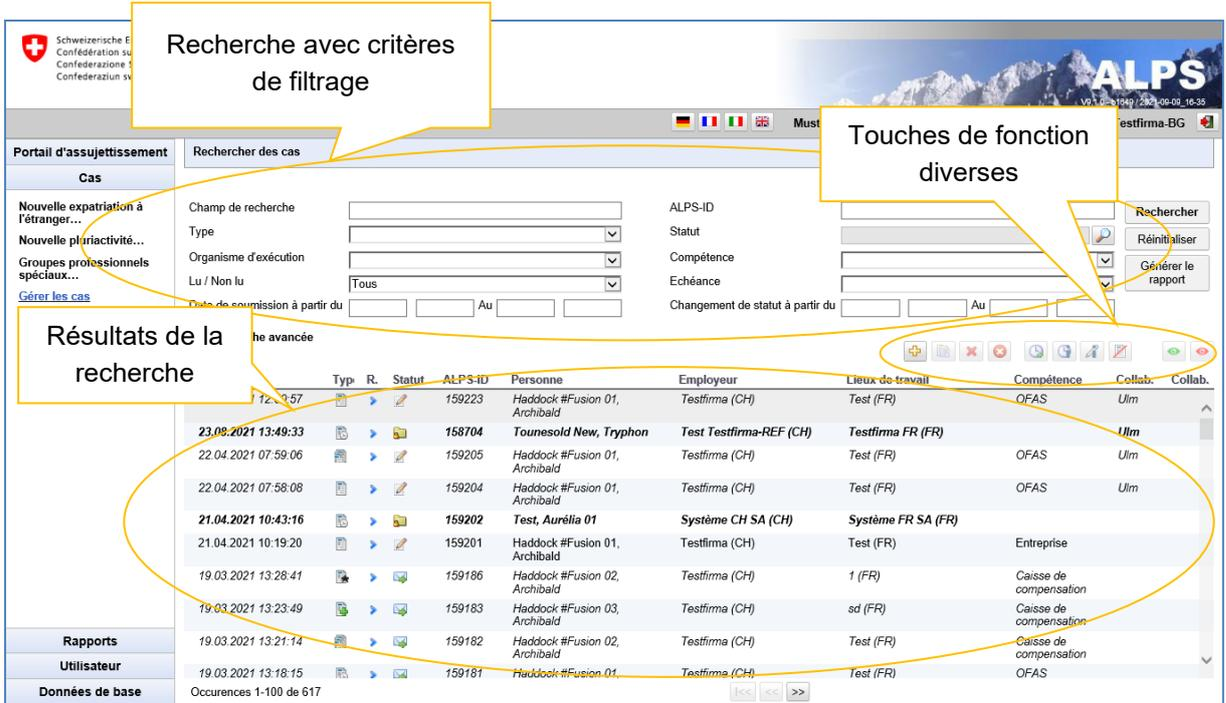 Recherche avec critères
de filtrage
Schweizerische E
Confédération su
Confederazione S
Confederaziun sv
ALPS
V9.1.0 - b1649 / 2021-09-09_16-35
Must
Testfirma-BG
Touches de fonction
diverses
Portail d'assujettissement
Rechercher des cas
Cas
Nouvelle expatriation à
l'étranger...
Nouvelle pluriactivité...
Groupes professionnels
spéciaux...
Gérer les cas
Champ de recherche
ALPS-ID
Rechercher
Type
Statut
Réinitialiser
Organisme d'exécution
Compétence
Générer le
rapport
Lu / Non lu
Tous
Echéance
Date de soumission à partir du
Au
Changement de statut à partir du
Au
Résultats de la
recherche
he avancée
Type R. Statut ALPS-ID Personne Employeur Lieux de travail Compétence Collab. Collab.
159223 Haddock #Fusion 01, Testfirma (CH) Test (FR) OFAS Ulm
Archibald
23.08.2021 13:49:33 158704 Tounesold New, Tryphon Test Testfirma-REF (CH) Testfirma FR (FR) Ulm
22.04.2021 07:59:06 159205 Haddock #Fusion 01, Testfirma (CH) Test (FR) OFAS Ulm
Archibald
22.04.2021 07:58:08 159204 Haddock #Fusion 01, Testfirma (CH) Test (FR) OFAS Ulm
Archibald
21.04.2021 10:43:16 159202 Test, Aurélia 01 Système CH SA (CH) Système FR SA (FR)
21.04.2021 10:19:20 159201 Haddock #Fusion 01, Testfirma (CH) Test (FR) Entreprise
Archibald
19.03.2021 13:28:41 159186 Haddock #Fusion 02, Testfirma (CH) 1 (FR) Caisse de
Archibald compensation
19.03.2021 13:23:49 159183 Haddock #Fusion 03, Testfirma (CH) sd (FR) Caisse de
Archibald compensation
19.03.2021 13:21:14 159182 Haddock #Fusion 02, Testfirma (CH) Test (FR) Caisse de
Archibald compensation
19.03.2021 13:18:15 159181 Haddock #Fusion 01, Testfirma (CH) Test (FR) OFAS
Rapports
Utilisateur
Données de base
Occurences 1-100 de 617
|<< << >>